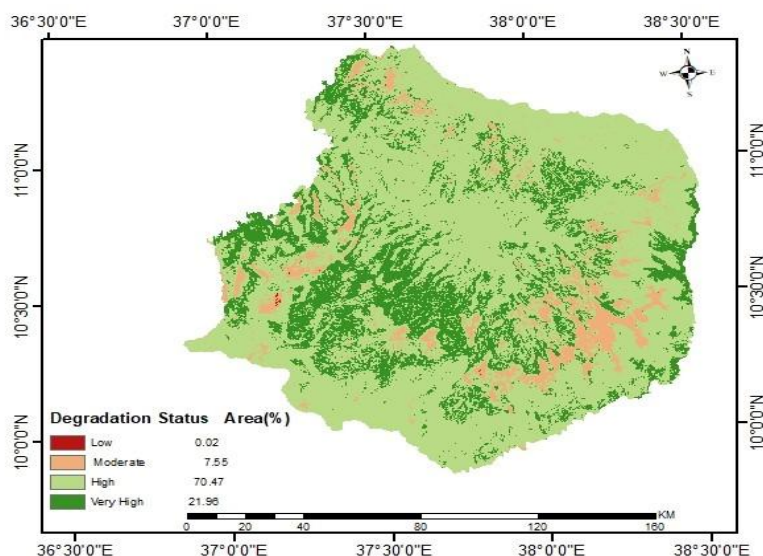 36°30'0"E 37°0'0"E 37°30'0"E 38°0'0"E 38°30'0"E
N
W E
S
11°0'0"N 11°0'0"N
10°30'0"N 10°30'0"N
10°0'0"N 10°0'0"N
Degradation Status Area(%)
Low 0.02
Moderate 7.55
High 70.47
Very High 21.96
KM
0 20 40 80 120 160
36°30'0"E 37°0'0"E 37°30'0"E 38°0'0"E 38°30'0"E